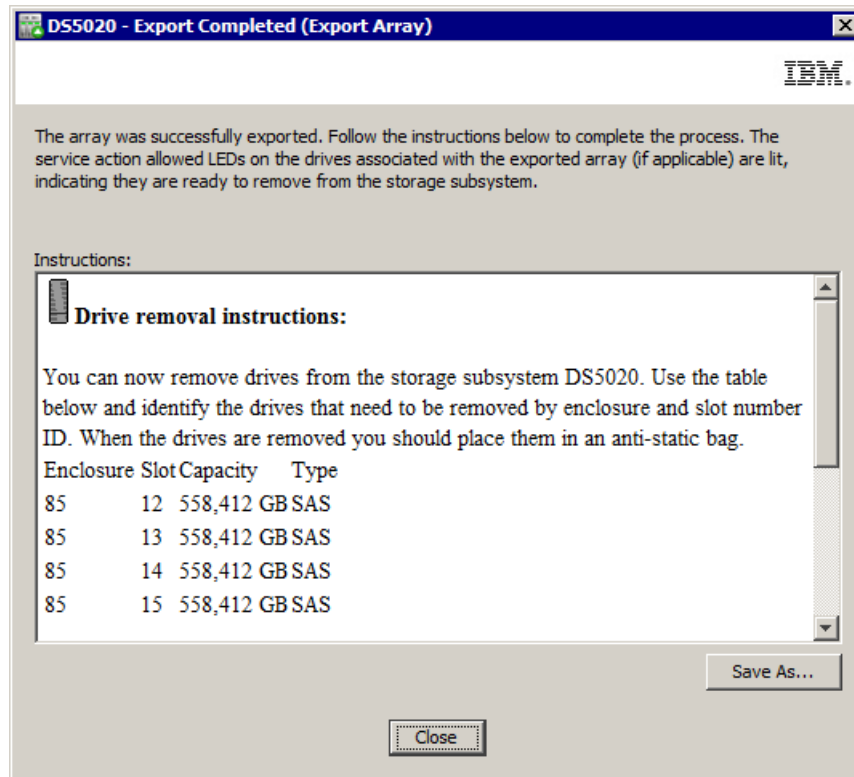 DS5020 - Export Completed (Export Array)
IBM.
The array was successfully exported. Follow the instructions below to complete the process. The
service action allowed LEDs on the drives associated with the exported array (if applicable) are lit,
indicating they are ready to remove from the storage subsystem.
Instructions:
Drive removal instructions:
You can now remove drives from the storage subsystem DS5020. Use the table
below and identify the drives that need to be removed by enclosure and slot number
ID. When the drives are removed you should place them in an anti-static bag.
Enclosure Slot Capacity Type
85 12 558,412 GB SAS
85 13 558,412 GB SAS
85 14 558,412 GB SAS
85 15 558,412 GB SAS
Save As...
Close